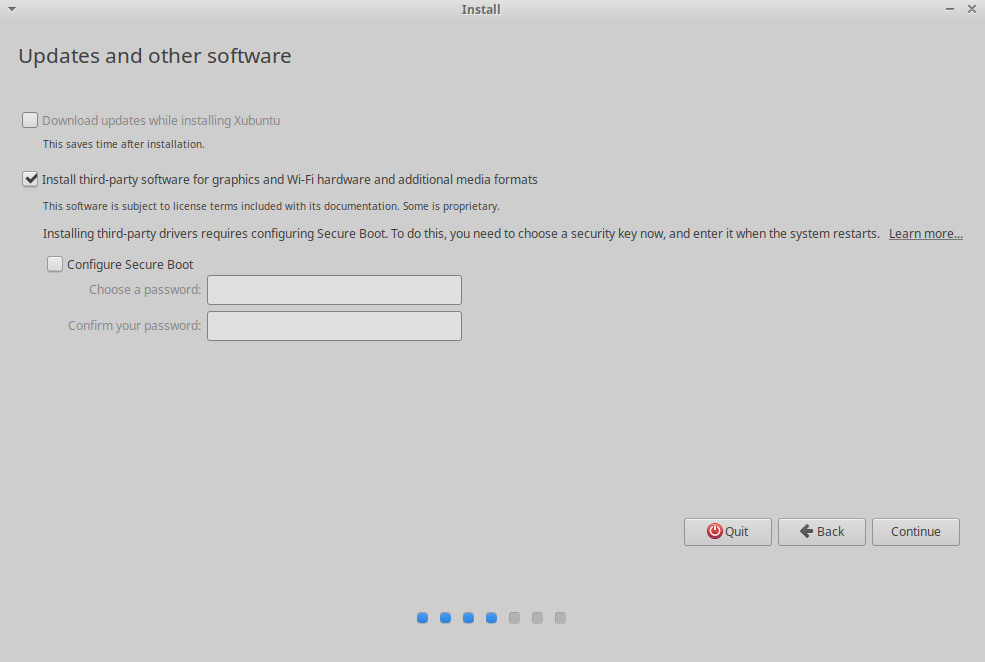 Install
Updates and other software
Download updates while installing Xubuntu
This saves time after installation.
Install third-party software for graphics and Wi-Fi hardware and additional media formats
This software is subject to license terms included with its documentation. Some is proprietary.
Installing third-party drivers requires configuring Secure Boot. To do this, you need to choose a security key now, and enter it when the system restarts. Learn more...
Configure Secure Boot
Choose a password:
Confirm your password:
Quit Back Continue